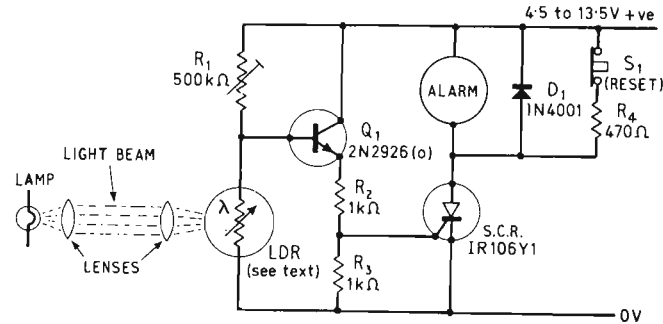 4·5 to 13·5V +ve
R1
500kΩ
ALARM
D1
1N4001
S1
(RESET)
R4
470Ω
Q1
2N2926(o)
LIGHT BEAM
LAMP
LENSES
λ
LDR
(see text)
R2
1kΩ
R3
1kΩ
S.C.R.
IR106Y1
0V